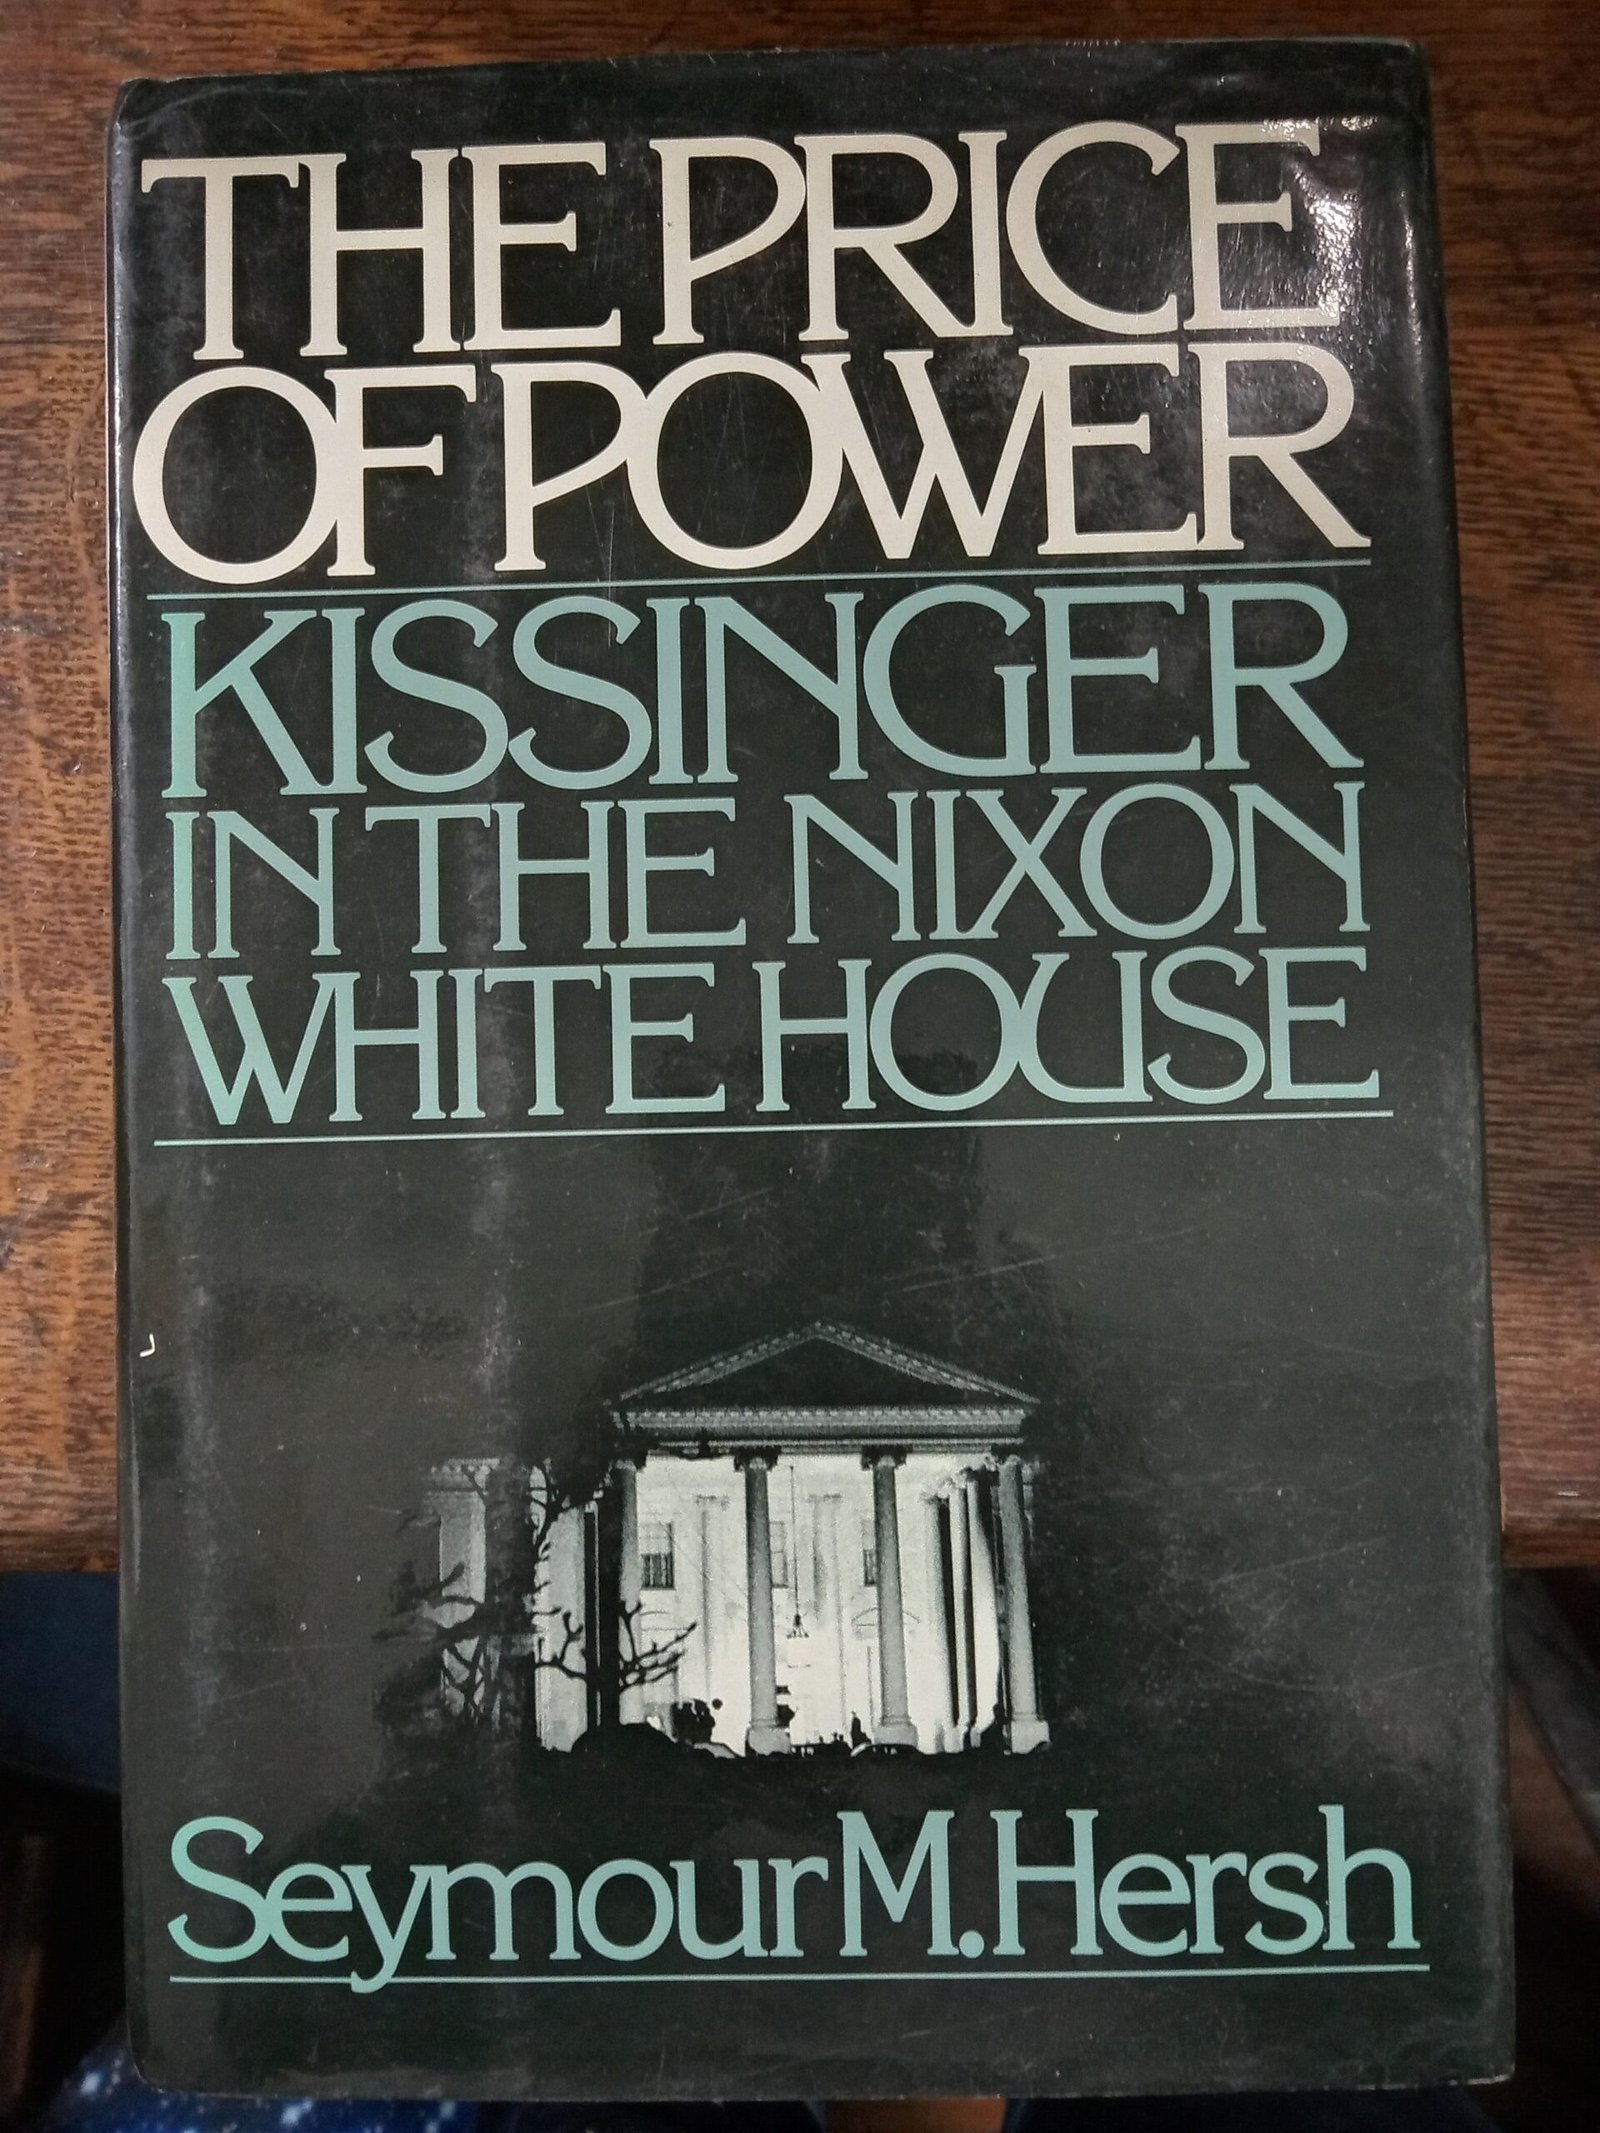 THE PRICE
OF POWER
KISSINGER
IN THE NIXON
WHITE HOUSE
Seymour M. Hersh